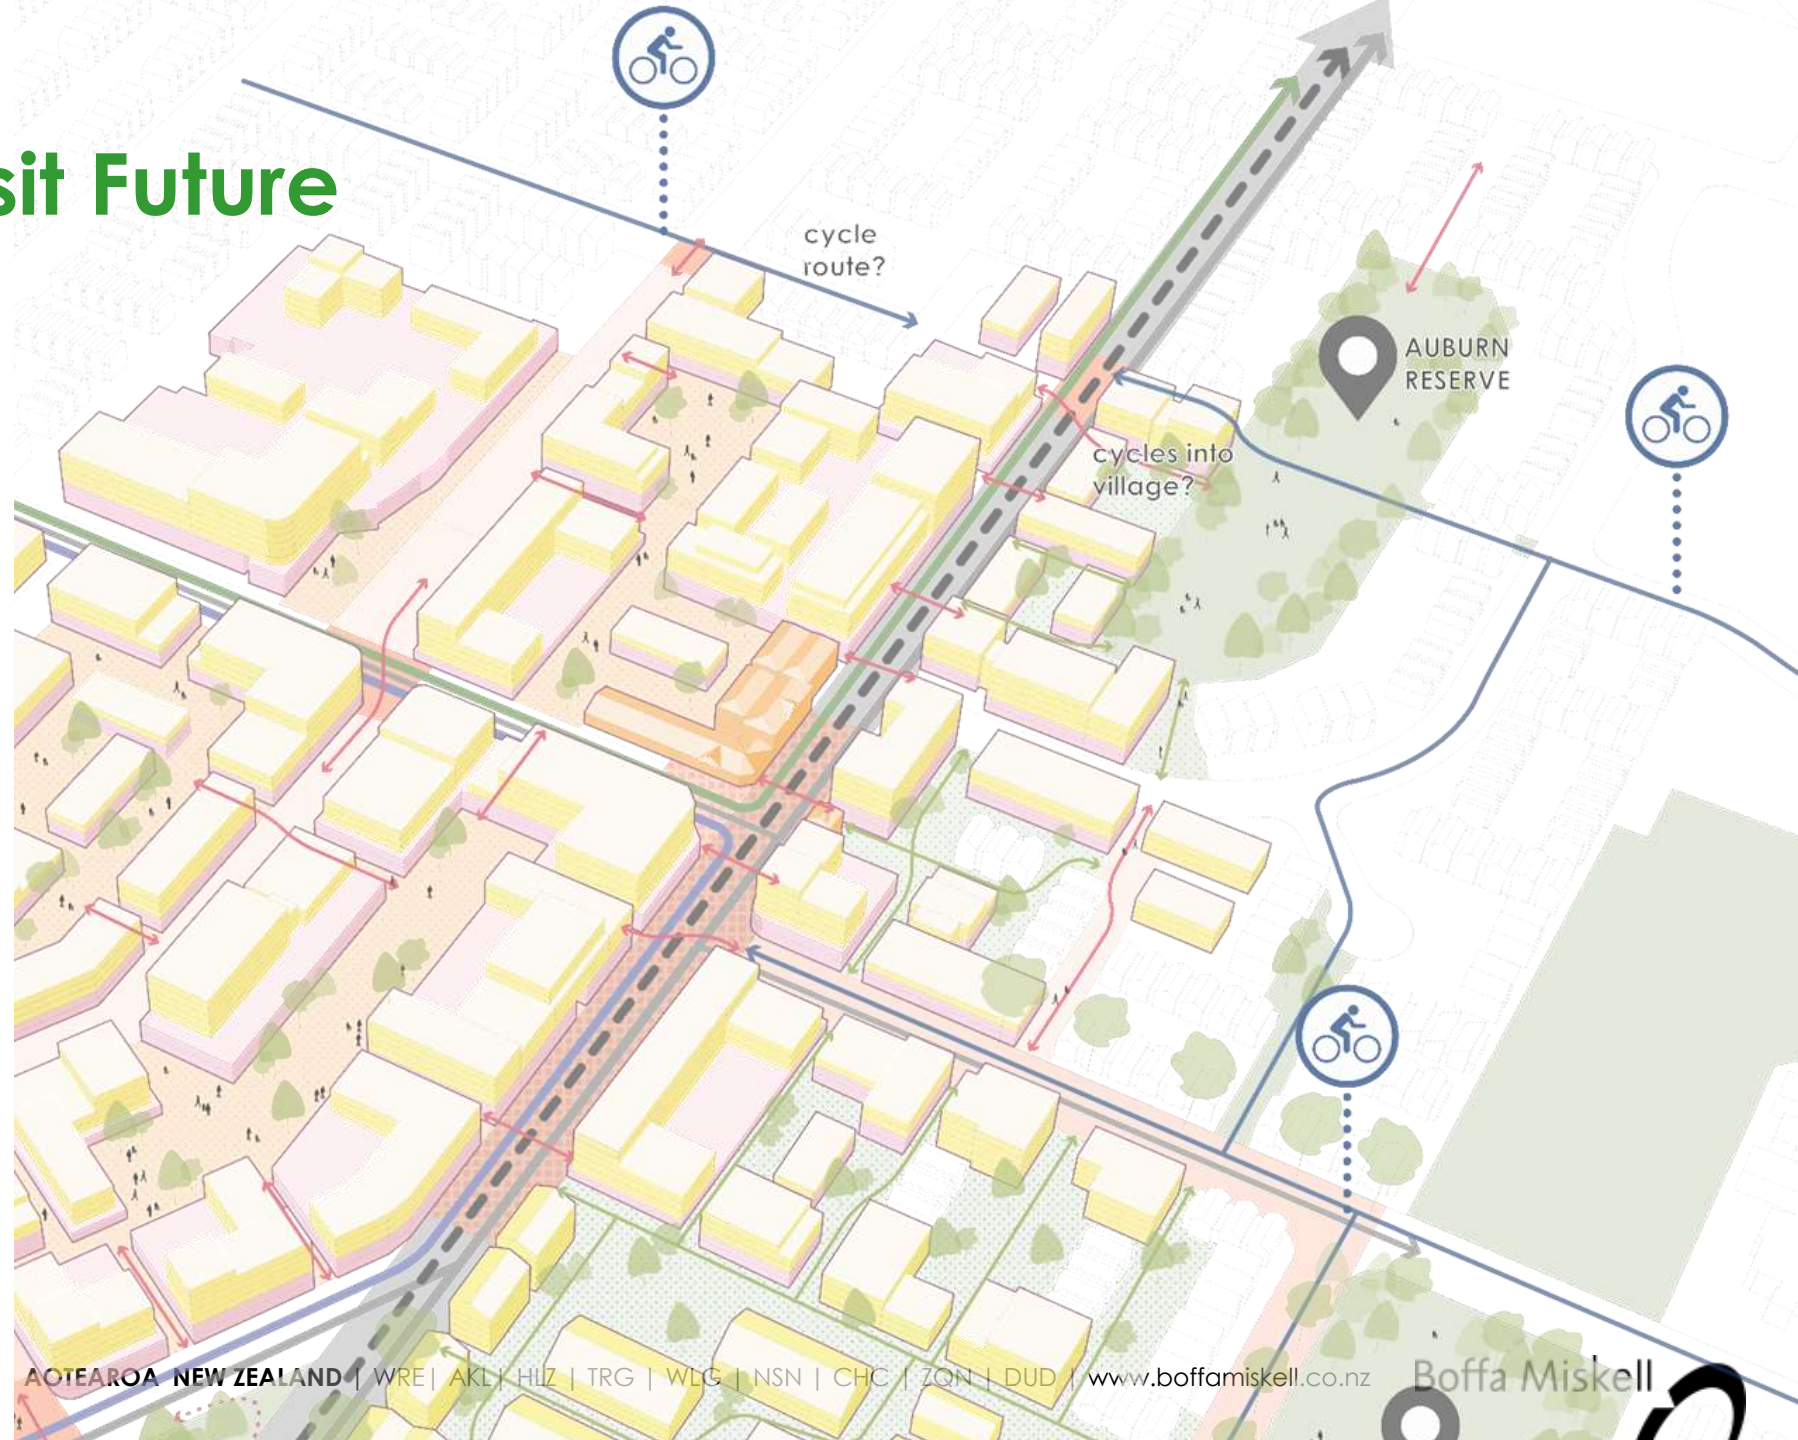 sit Future
cycle
route?
AUBURN
RESERVE
cycles into
village?
AOTEAROA NEW ZEALAND | WRE | AKL | HLZ | TRG | WLG | NSN | CHC | ZQN | DUD | www.boffamiskell.co.nz
Boffa Miskell